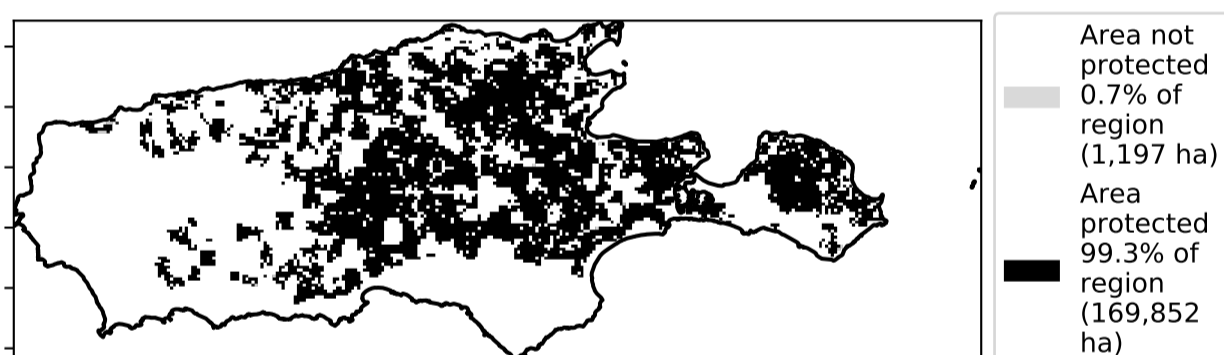 Area not
protected
0.7% of
region
(1,197 ha)
Area
protected
99.3% of
region
(169,852
ha)